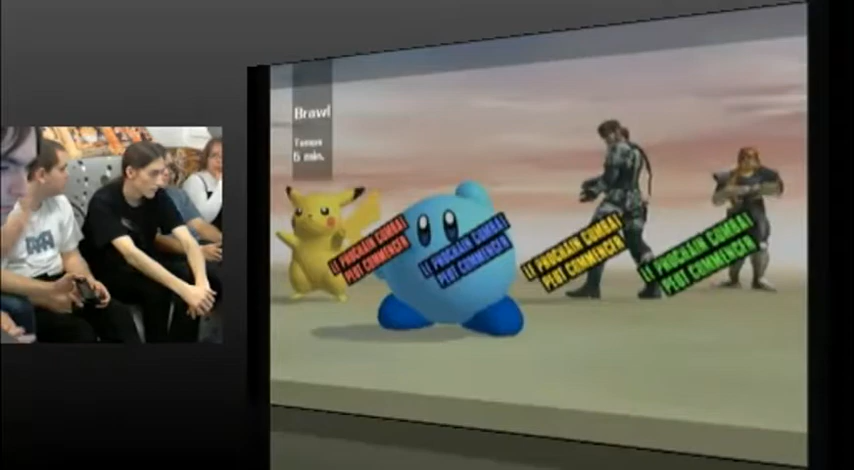 Brawl
Temps
6 min.
LE PROCHAIN COMBAT
PEUT COMMENCER
LE PROCHAIN COMBAT
PEUT COMMENCER
LE PROCHAIN COMBAT
PEUT COMMENCER
LE PROCHAIN COMBAT
PEUT COMMENCER